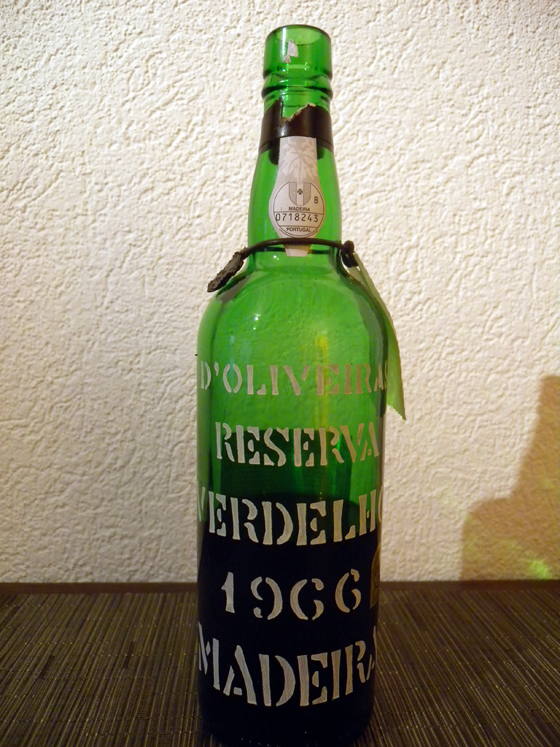 B
MADEIRA
0718243
PORTUGAL
D'OLIVEIRAS
RESERVA
VERDELHO
1966
MADEIRA